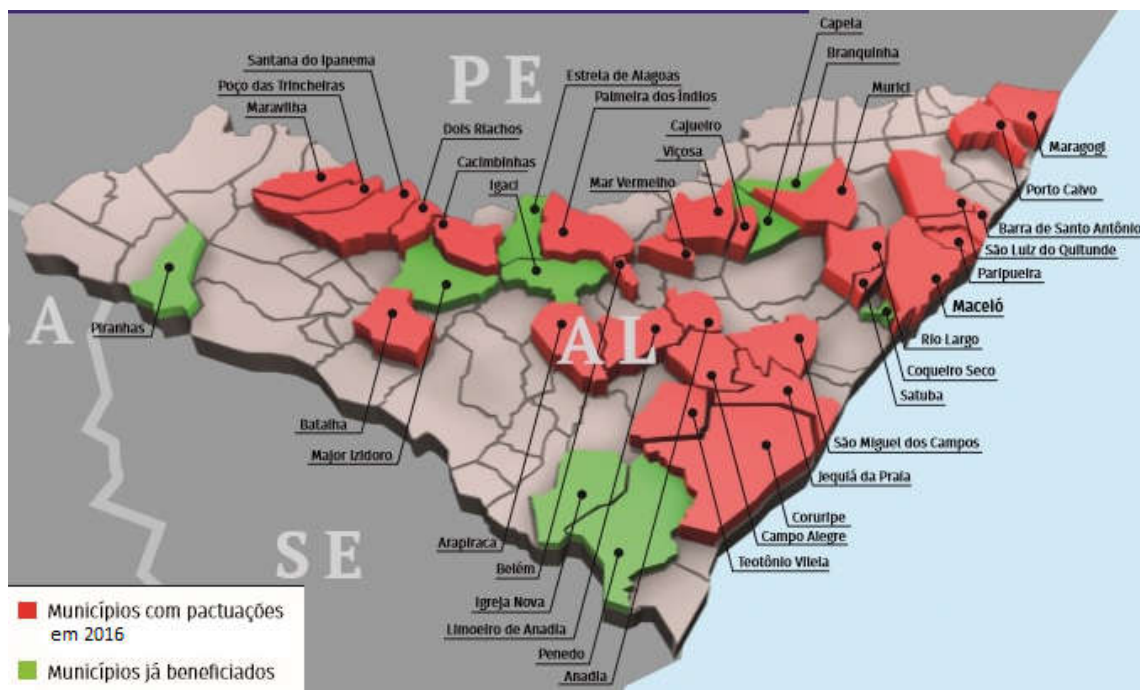 Capela
Branquinha
Murici
Santana do Ipanema
Poço das Trincheiras
Maravilha
PE
Estrela de Alagoas
Palmeira dos Índios
Cajueiro
Viçosa
Mar Vermelho
Dois Riachos
Cacimbinhas
Igaci
Maragogi
Porto Calvo
Barra de Santo Antônio
São Luiz do Quitunde
Paripueira
Maceió
Rio Largo
Coqueiro Seco
Satuba
A
Piranhas
AL
Batalha
Major Izidoro
São Miguel dos Campos
Jequiá da Praia
Coruripe
Campo Alegre
Teotônio Vilela
SE
Arapiraca
Belém
Igreja Nova
Limoeiro de Anadia
Penedo
Anadia
Municípios com pactuações
em 2016
Municípios já beneficiados